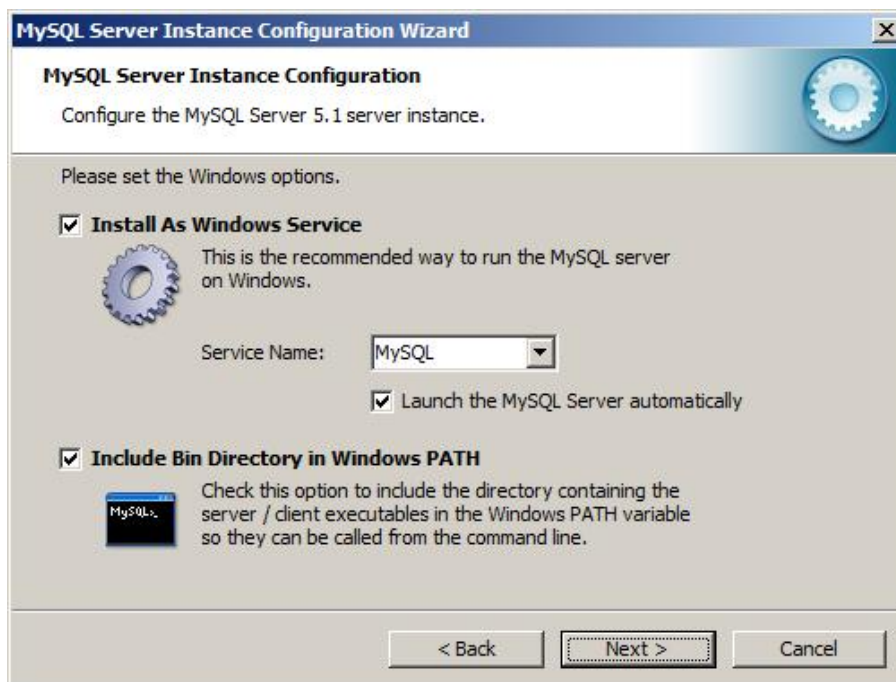 MySQL Server Instance Configuration Wizard
MySQL Server Instance Configuration
Configure the MySQL Server 5.1 server instance.
Please set the Windows options.
Install As Windows Service
This is the recommended way to run the MySQL server
on Windows.
Service Name: MySQL
Launch the MySQL Server automatically
Include Bin Directory in Windows PATH
MySQL>_
Check this option to include the directory containing the
server / client executables in the Windows PATH variable
so they can be called from the command line.
< Back Next > Cancel